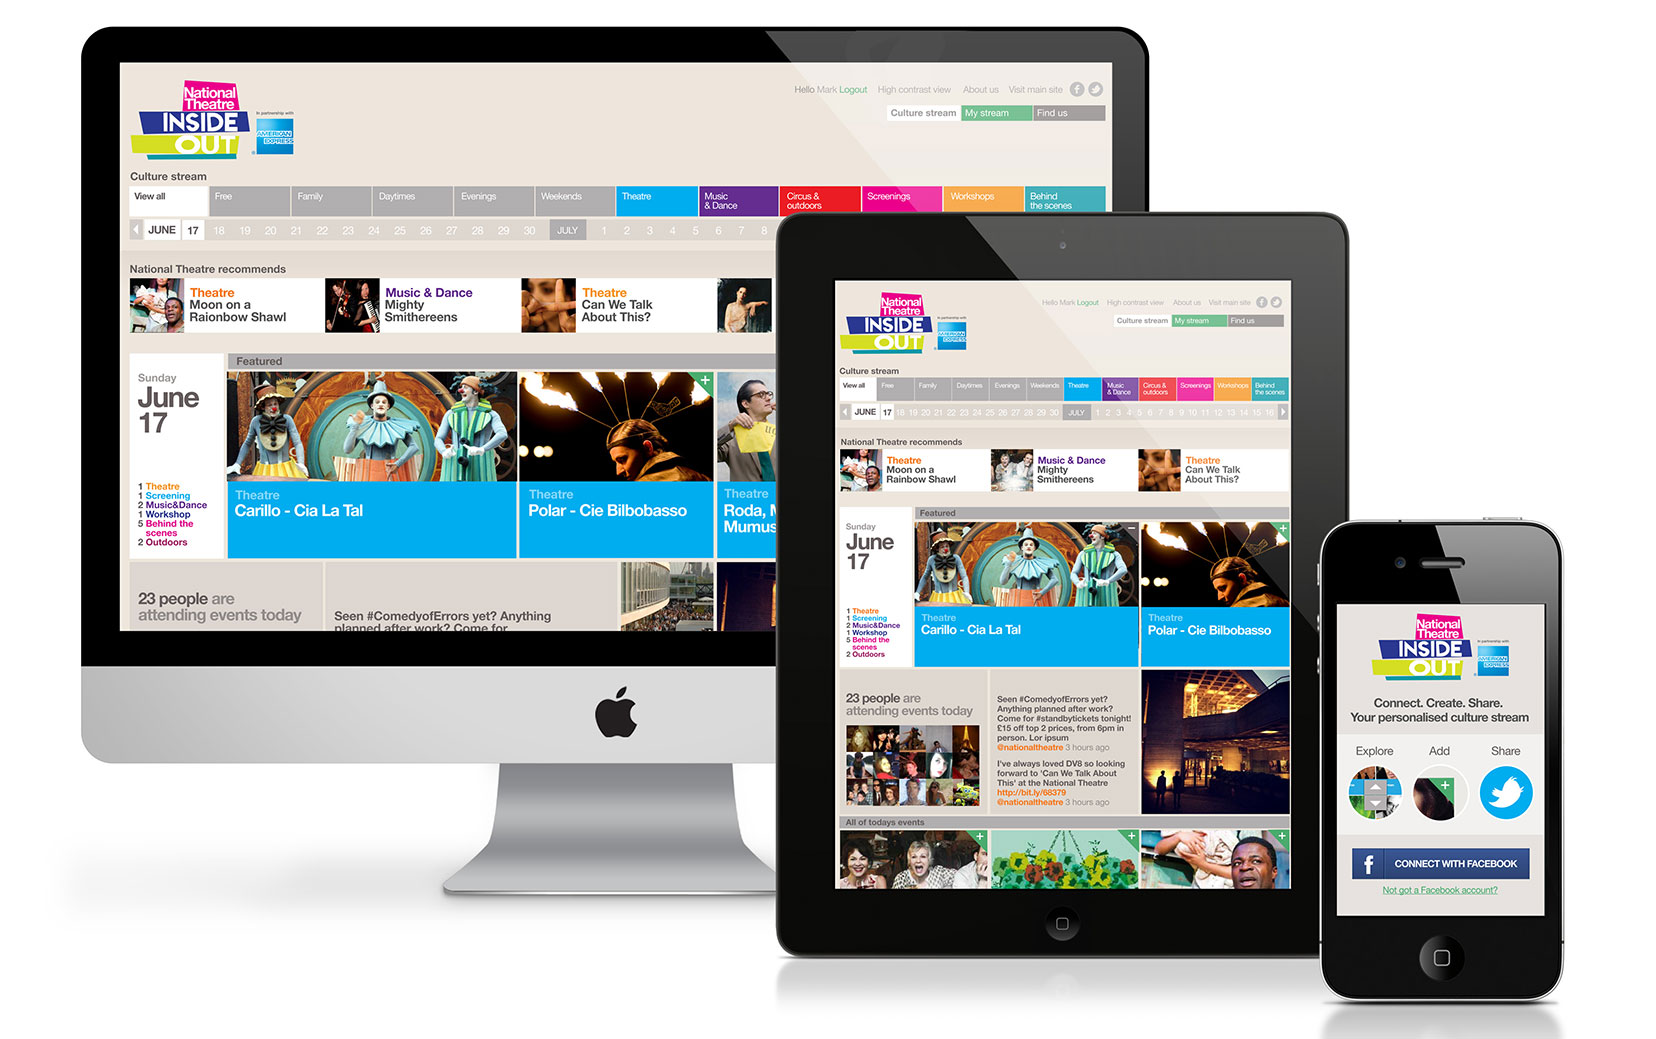 National
Theatre
INSIDE
OUT
In partnership with
AMERICAN
EXPRESS
Hello Mark Logout High contrast view About us Visit main site
Culture stream My stream Find us
Culture stream
View all Free Family Daytimes Evenings Weekends Theatre Music & Dance Circus & outdoors Screenings Workshops Behind the scenes
JUNE 17 18 19 20 21 22 23 24 25 26 27 28 29 30 JULY 1 2 3 4 5 6 7 8
National Theatre recommends
Theatre
Moon on a
Raionbow Shawl
Music & Dance
Mighty
Smithereens
Theatre
Can We Talk
About This?
Sunday
June
17
1 Theatre
1 Screening
2 Music&Dance
1 Workshop
5 Behind the
scenes
2 Outdoors
Featured
Theatre
Carillo - Cia La Tal
Theatre
Polar - Cie Bilbobasso
Theatre
Roda, M
Mumus
23 people are
attending events today
Seen #ComedyofErrors yet? Anything
planned after work? Come for
National
Theatre
INSIDE
OUT
In partnership with
AMERICAN
EXPRESS
Hello Mark Logout High contrast view About us Visit main site
Culture stream My stream Find us
Culture stream
View all Free Family Daytimes Evenings Weekends Theatre Music & Dance Circus & outdoors Screenings Workshops Behind the scenes
JUNE 17 18 19 20 21 22 23 24 25 26 27 28 29 30 JULY 1 2 3 4 5 6 7 8 9 10 11 12 13 14 15 16
National Theatre recommends
Theatre
Moon on a
Rainbow Shawl
Music & Dance
Mighty
Smithereens
Theatre
Can We Talk
About This?
Sunday
June
17
1 Theatre
1 Screening
2 Music&Dance
1 Workshop
5 Behind the
scenes
2 Outdoors
Featured
Theatre
Carillo - Cia La Tal
Theatre
Polar - Cie Bilbobasso
23 people are
attending events today
Seen #ComedyofErrors yet?
Anything planned after work?
Come for #standbytickets tonight!
£15 off top 2 prices, from 6pm in
person. Lor ipsum
@nationaltheatre 3 hours ago
I've always loved DV8 so looking
forward to 'Can We Talk About
This' at the National Theatre
http://bit.ly/68379
@nationaltheatre 3 hours ago
All of todays events
National
Theatre
INSIDE
OUT
In partnership with
AMERICAN
EXPRESS
Connect. Create. Share.
Your personalised culture stream
Explore Add Share
f CONNECT WITH FACEBOOK
Not got a Facebook account?